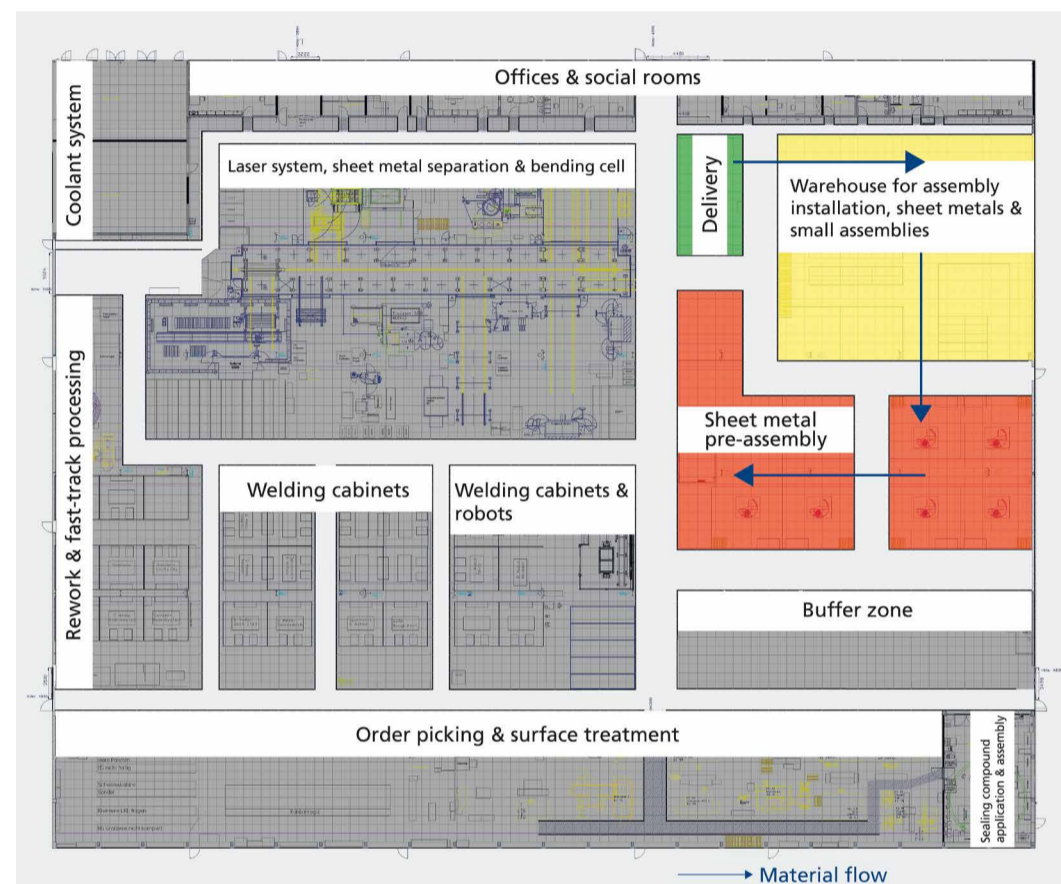 Offices & social rooms
Coolant system
Laser system, sheet metal separation & bending cell
Delivery
Warehouse for assembly
installation, sheet metals &
small assemblies
Rework & fast-track processing
Sheet metal
pre-assembly
Welding cabinets
Welding cabinets &
robots
Buffer zone
Order picking & surface treatment
Sealing compound
application & assembly
Material flow